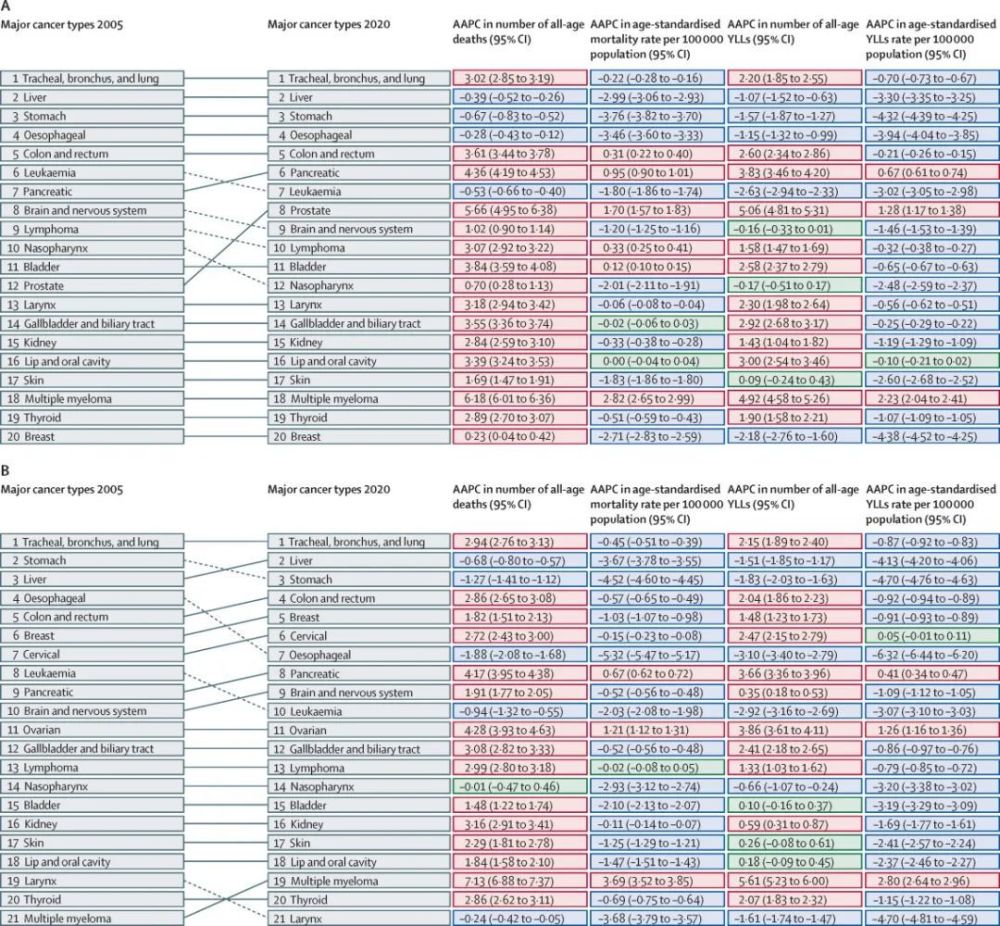 A
Major cancer types 2005 Major cancer types 2020 AAPC in number of all-age deaths (95% CI) AAPC in age-standardised mortality rate per 100 000 population (95% CI) AAPC in number of all-age YLLs (95% CI) AAPC in age-standardised YLLs rate per 100 000 population (95% CI)
1 Tracheal, bronchus, and lung 1 Tracheal, bronchus, and lung 3·02 (2·85 to 3·19) –0·22 (–0·28 to –0·16) 2·20 (1·85 to 2·55) –0·70 (–0·73 to –0·67)
2 Liver 2 Liver –0·39 (–0·52 to –0·26) –2·99 (–3·06 to –2·93) –1·07 (–1·52 to –0·63) –3·30 (–3·35 to –3·25)
3 Stomach 3 Stomach –0·67 (–0·83 to –0·52) –3·76 (–3·82 to –3·70) –1·57 (–1·87 to –1·27) –4·32 (–4·39 to –4·25)
4 Oesophageal 4 Oesophageal –0·28 (–0·43 to –0·12) –3·46 (–3·60 to –3·33) –1·15 (–1·32 to –0·99) –3·94 (–4·04 to –3·85)
5 Colon and rectum 5 Colon and rectum 3·61 (3·44 to 3·78) 0·31 (0·22 to 0·40) 2·60 (2·34 to 2·86) –0·21 (–0·26 to –0·15)
6 Leukaemia 6 Pancreatic 4·36 (4·19 to 4·53) 0·95 (0·90 to 1·01) 3·83 (3·46 to 4·20) 0·67 (0·61 to 0·74)
7 Pancreatic 7 Leukaemia –0·53 (–0·66 to –0·40) –1·80 (–1·86 to –1·74) –2·63 (–2·94 to –2·33) –3·02 (–3·05 to –2·98)
8 Brain and nervous system 8 Prostate 5·66 (4·95 to 6·38) 1·70 (1·57 to 1·83) 5·06 (4·81 to 5·31) 1·28 (1·17 to 1·38)
9 Lymphoma 9 Brain and nervous system 1·02 (0·90 to 1·14) –1·20 (–1·25 to –1·16) –0·16 (–0·33 to 0·01) –1·46 (–1·53 to –1·39)
10 Nasopharynx 10 Lymphoma 3·07 (2·92 to 3·22) 0·33 (0·25 to 0·41) 1·58 (1·47 to 1·69) –0·32 (–0·38 to –0·27)
11 Bladder 11 Bladder 3·84 (3·59 to 4·08) 0·12 (0·10 to 0·15) 2·58 (2·37 to 2·79) –0·65 (–0·67 to –0·63)
12 Prostate 12 Nasopharynx 0·70 (0·28 to 1·13) –2·01 (–2·11 to –1·91) –0·17 (–0·51 to 0·17) –2·48 (–2·59 to –2·37)
13 Larynx 13 Larynx 3·18 (2·94 to 3·42) –0·06 (–0·08 to –0·04) 2·30 (1·98 to 2·64) –0·56 (–0·62 to –0·51)
14 Gallbladder and biliary tract 14 Gallbladder and biliary tract 3·55 (3·36 to 3·74) –0·02 (–0·06 to 0·03) 2·92 (2·68 to 3·17) –0·25 (–0·29 to –0·22)
15 Kidney 15 Kidney 2·84 (2·59 to 3·10) –0·33 (–0·38 to –0·28) 1·43 (1·04 to 1·82) –1·19 (–1·29 to –1·09)
16 Lip and oral cavity 16 Lip and oral cavity 3·39 (3·24 to 3·53) 0·00 (–0·04 to 0·04) 3·00 (2·54 to 3·46) –0·10 (–0·21 to 0·02)
17 Skin 17 Skin 1·69 (1·47 to 1·91) –1·83 (–1·86 to –1·80) 0·09 (–0·24 to 0·43) –2·60 (–2·68 to –2·52)
18 Multiple myeloma 18 Multiple myeloma 6·18 (6·01 to 6·36) 2·82 (2·65 to 2·99) 4·92 (4·58 to 5·26) 2·23 (2·04 to 2·41)
19 Thyroid 19 Thyroid 2·89 (2·70 to 3·07) –0·51 (–0·59 to –0·43) 1·90 (1·58 to 2·21) –1·07 (–1·09 to –1·05)
20 Breast 20 Breast 0·23 (0·04 to 0·42) –2·71 (–2·83 to –2·59) –2·18 (–2·76 to –1·60) –4·38 (–4·52 to –4·25)
B
Major cancer types 2005 Major cancer types 2020 AAPC in number of all-age deaths (95% CI) AAPC in age-standardised mortality rate per 100 000 population (95% CI) AAPC in number of all-age YLLs (95% CI) AAPC in age-standardised YLLs rate per 100 000 population (95% CI)
1 Tracheal, bronchus, and lung 1 Tracheal, bronchus, and lung 2·94 (2·76 to 3·13) –0·45 (–0·51 to –0·39) 2·15 (1·89 to 2·40) –0·87 (–0·92 to –0·83)
2 Stomach 2 Liver –0·68 (–0·80 to –0·57) –3·67 (–3·78 to –3·55) –1·51 (–1·85 to –1·17) –4·13 (–4·20 to –4·06)
3 Liver 3 Stomach –1·27 (–1·41 to –1·12) –4·52 (–4·60 to –4·45) –1·83 (–2·03 to –1·63) –4·70 (–4·76 to –4·63)
4 Oesophageal 4 Colon and rectum 2·86 (2·65 to 3·08) –0·57 (–0·65 to –0·49) 2·04 (1·86 to 2·23) –0·92 (–0·94 to –0·89)
5 Colon and rectum 5 Breast 1·82 (1·51 to 2·13) –1·03 (–1·07 to –0·98) 1·48 (1·23 to 1·73) –0·91 (–0·93 to –0·89)
6 Breast 6 Cervical 2·72 (2·43 to 3·00) –0·15 (–0·23 to –0·08) 2·47 (2·15 to 2·79) 0·05 (–0·01 to 0·11)
7 Cervical 7 Oesophageal –1·88 (–2·08 to –1·68) –5·32 (–5·47 to –5·17) –3·10 (–3·40 to –2·79) –6·32 (–6·44 to –6·20)
8 Leukaemia 8 Pancreatic 4·17 (3·95 to 4·38) 0·67 (0·62 to 0·72) 3·66 (3·36 to 3·96) 0·41 (0·34 to 0·47)
9 Pancreatic 9 Brain and nervous system 1·91 (1·77 to 2·05) –0·52 (–0·56 to –0·48) 0·35 (0·18 to 0·53) –1·09 (–1·12 to –1·05)
10 Brain and nervous system 10 Leukaemia –0·94 (–1·32 to –0·55) –2·03 (–2·08 to –1·98) –2·92 (–3·16 to –2·69) –3·07 (–3·10 to –3·03)
11 Ovarian 11 Ovarian 4·28 (3·93 to 4·63) 1·21 (1·12 to 1·31) 3·86 (3·61 to 4·11) 1·26 (1·16 to 1·36)
12 Gallbladder and biliary tract 12 Gallbladder and biliary tract 3·08 (2·82 to 3·33) –0·52 (–0·56 to –0·48) 2·41 (2·18 to 2·65) –0·86 (–0·97 to –0·76)
13 Lymphoma 13 Lymphoma 2·99 (2·80 to 3·18) –0·02 (–0·08 to 0·05) 1·33 (1·03 to 1·62) –0·79 (–0·85 to –0·72)
14 Nasopharynx 14 Nasopharynx –0·01 (–0·47 to 0·46) –2·93 (–3·12 to –2·74) –0·66 (–1·07 to –0·24) –3·20 (–3·38 to –3·02)
15 Bladder 15 Bladder 1·48 (1·22 to 1·74) –2·10 (–2·13 to –2·07) 0·10 (–0·16 to 0·37) –3·19 (–3·29 to –3·09)
16 Kidney 16 Kidney 3·16 (2·91 to 3·41) –0·11 (–0·14 to –0·07) 0·59 (0·31 to 0·87) –1·69 (–1·77 to –1·61)
17 Skin 17 Skin 2·29 (1·81 to 2·78) –1·25 (–1·29 to –1·21) 0·26 (–0·08 to 0·61) –2·41 (–2·57 to –2·24)
18 Lip and oral cavity 18 Lip and oral cavity 1·84 (1·58 to 2·10) –1·47 (–1·51 to –1·43) 0·18 (–0·09 to 0·45) –2·37 (–2·46 to –2·27)
19 Larynx 19 Multiple myeloma 7·13 (6·88 to 7·37) 3·69 (3·52 to 3·85) 5·61 (5·23 to 6·00) 2·80 (2·64 to 2·96)
20 Thyroid 20 Thyroid 2·86 (2·62 to 3·11) –0·69 (–0·75 to –0·64) 2·07 (1·83 to 2·32) –1·15 (–1·22 to –1·08)
21 Multiple myeloma 21 Larynx –0·24 (–0·42 to –0·05) –3·68 (–3·79 to –3·57) –1·61 (–1·74 to –1·47) –4·70 (–4·81 to –4·59)